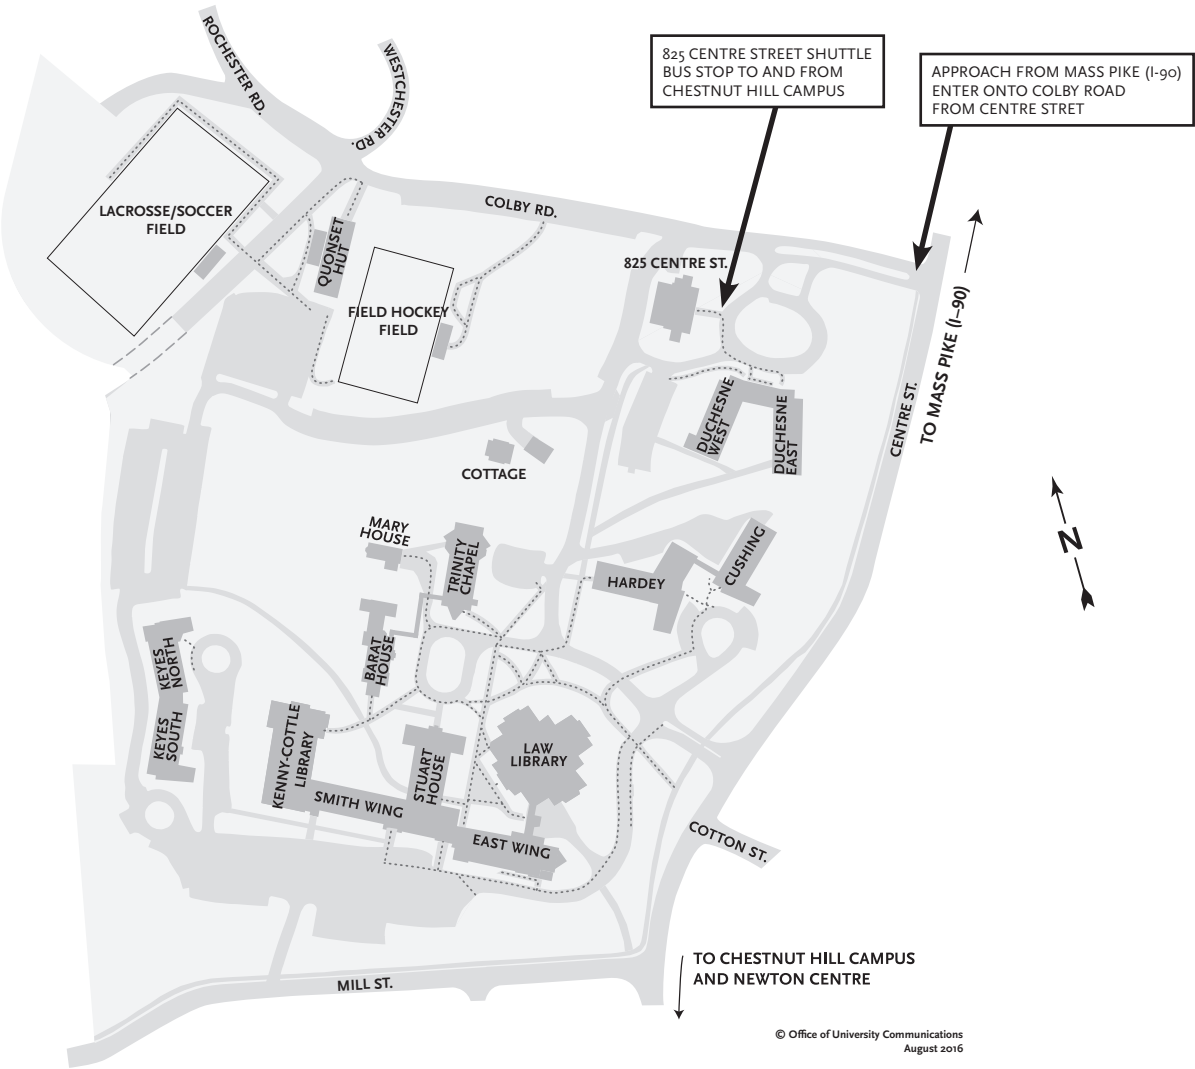 ROCHESTER RD.
WESTCHESTER RD.
825 CENTRE STREET SHUTTLE
BUS STOP TO AND FROM
CHESTNUT HILL CAMPUS
APPROACH FROM MASS PIKE (I-90)
ENTER ONTO COLBY ROAD
FROM CENTRE STRET
LACROSSE/SOCCER
FIELD
COLBY RD.
QUONSET
HUT
825 CENTRE ST.
FIELD HOCKEY
FIELD
TO MASS PIKE (I–90)
CENTRE ST.
DUCHESNE
WEST
DUCHESNE
EAST
COTTAGE
MARY
HOUSE
TRINITY
CHAPEL
HARDEY
CUSHING
N
BARAT
HOUSE
KEYES
NORTH
KEYES
SOUTH
KENNY-COTTLE
LIBRARY
STUART
HOUSE
LAW
LIBRARY
SMITH WING
EAST WING
COTTON ST.
MILL ST.
TO CHESTNUT HILL CAMPUS
AND NEWTON CENTRE
© Office of University Communications
August 2016